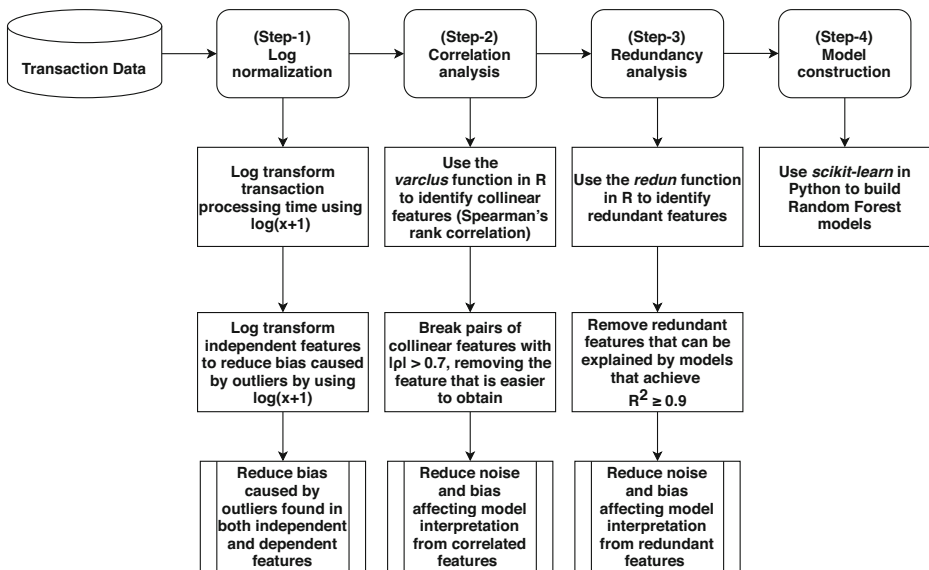 Transaction Data
(Step-1)
Log
normalization
(Step-2)
Correlation
analysis
(Step-3)
Redundancy
analysis
(Step-4)
Model
construction
Log transform
transaction
processing time using
log(x+1)
Use the
varclus function in R
to identify collinear
features (Spearman's
rank correlation)
Use the redun function
in R to identify
redundant features
Use scikit-learn in
Python to build
Random Forest
models
Log transform
independent features
to reduce bias caused
by outliers by using
log(x+1)
Break pairs of
collinear features with
|ρ| > 0.7, removing the
feature that is easier
to obtain
Remove redundant
features that can be
explained by models
that achieve
R² ≥ 0.9
Reduce bias
caused by
outliers found in
both independent
and dependent
features
Reduce noise
and bias
affecting model
interpretation
from correlated
features
Reduce noise
and bias
affecting model
interpretation
from redundant
features